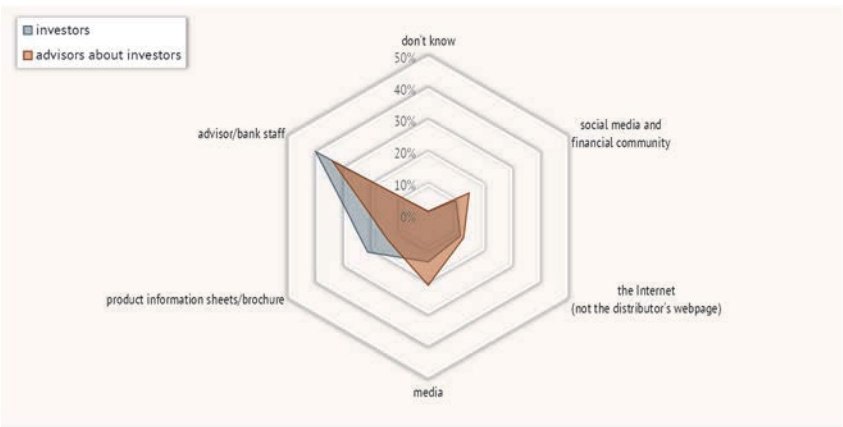 investors
advisors about investors
don't know
50%
40%
30%
20%
10%
0%
social media and
financial community
the Internet
(not the distributor's webpage)
media
product information sheets/brochure
advisor/bank staff